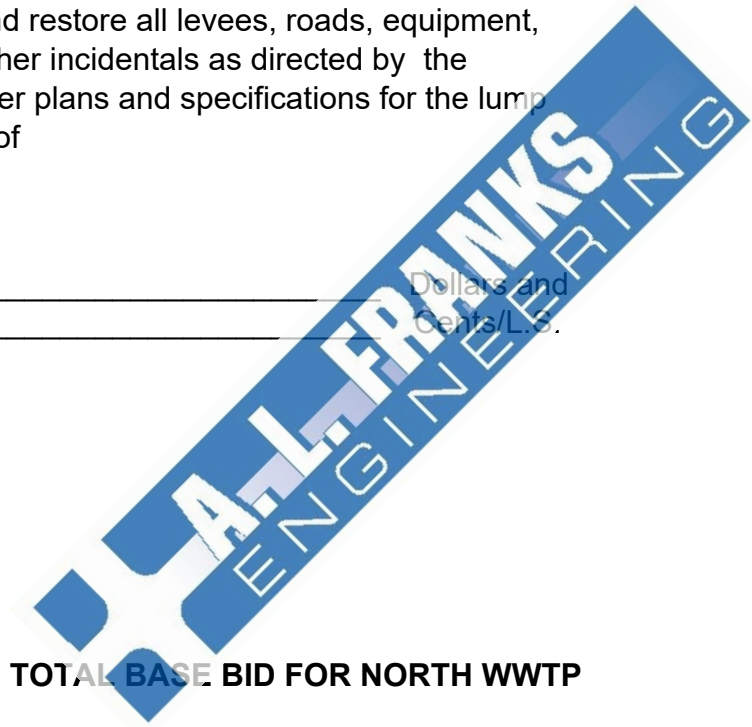 nd restore all levees, roads, equipment,
her incidentals as directed by the
er plans and specifications for the lump
of
Dollars and
Cents/L.S.
A. L. FRANKS
ENGINEERING
TOTAL BASE BID FOR NORTH WWTP